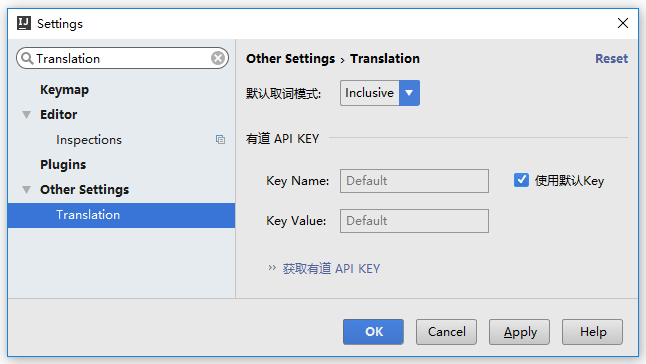 Settings
Translation
Keymap
Editor
Inspections
Plugins
Other Settings
Translation
Other Settings › Translation
Reset
默认取词模式:
Inclusive
有道 API KEY
Key Name:
Default
使用默认Key
Key Value:
Default
›› 获取有道 API KEY
OK
Cancel
Apply
Help